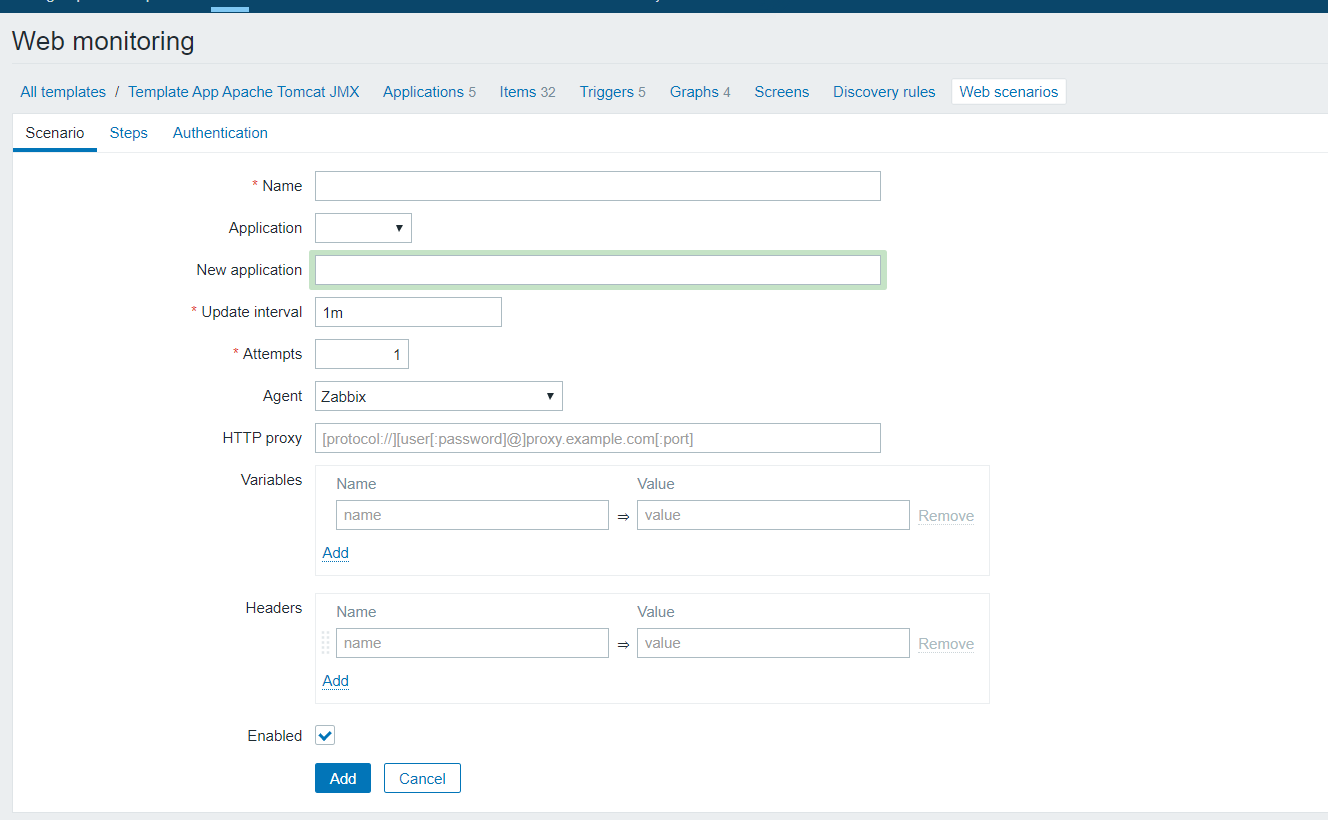 Web monitoring
All templates / Template App Apache Tomcat JMX Applications 5 Items 32 Triggers 5 Graphs 4 Screens Discovery rules Web scenarios
Scenario Steps Authentication
* Name
Application
New application
* Update interval 1m
* Attempts 1
Agent Zabbix
HTTP proxy [protocol://][user[:password]@]proxy.example.com[:port]
Variables Name Value
name ⇒ value Remove
Add
Headers Name Value
name ⇒ value Remove
Add
Enabled
Add Cancel